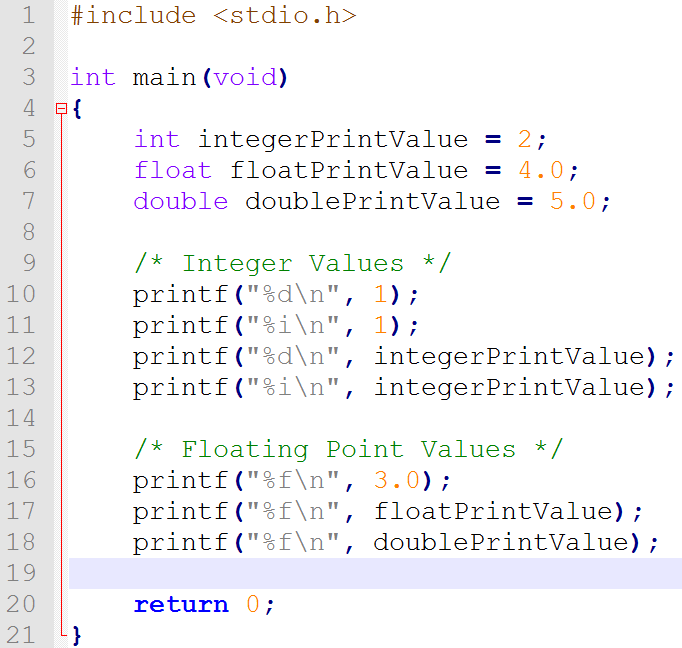 1 #include <stdio.h>
2
3 int main(void)
4 {
5     int integerPrintValue = 2;
6     float floatPrintValue = 4.0;
7     double doublePrintValue = 5.0;
8
9     /* Integer Values */
10     printf("%d\n", 1);
11     printf("%i\n", 1);
12     printf("%d\n", integerPrintValue);
13     printf("%i\n", integerPrintValue);
14
15     /* Floating Point Values */
16     printf("%f\n", 3.0);
17     printf("%f\n", floatPrintValue);
18     printf("%f\n", doublePrintValue);
19
20     return 0;
21 }